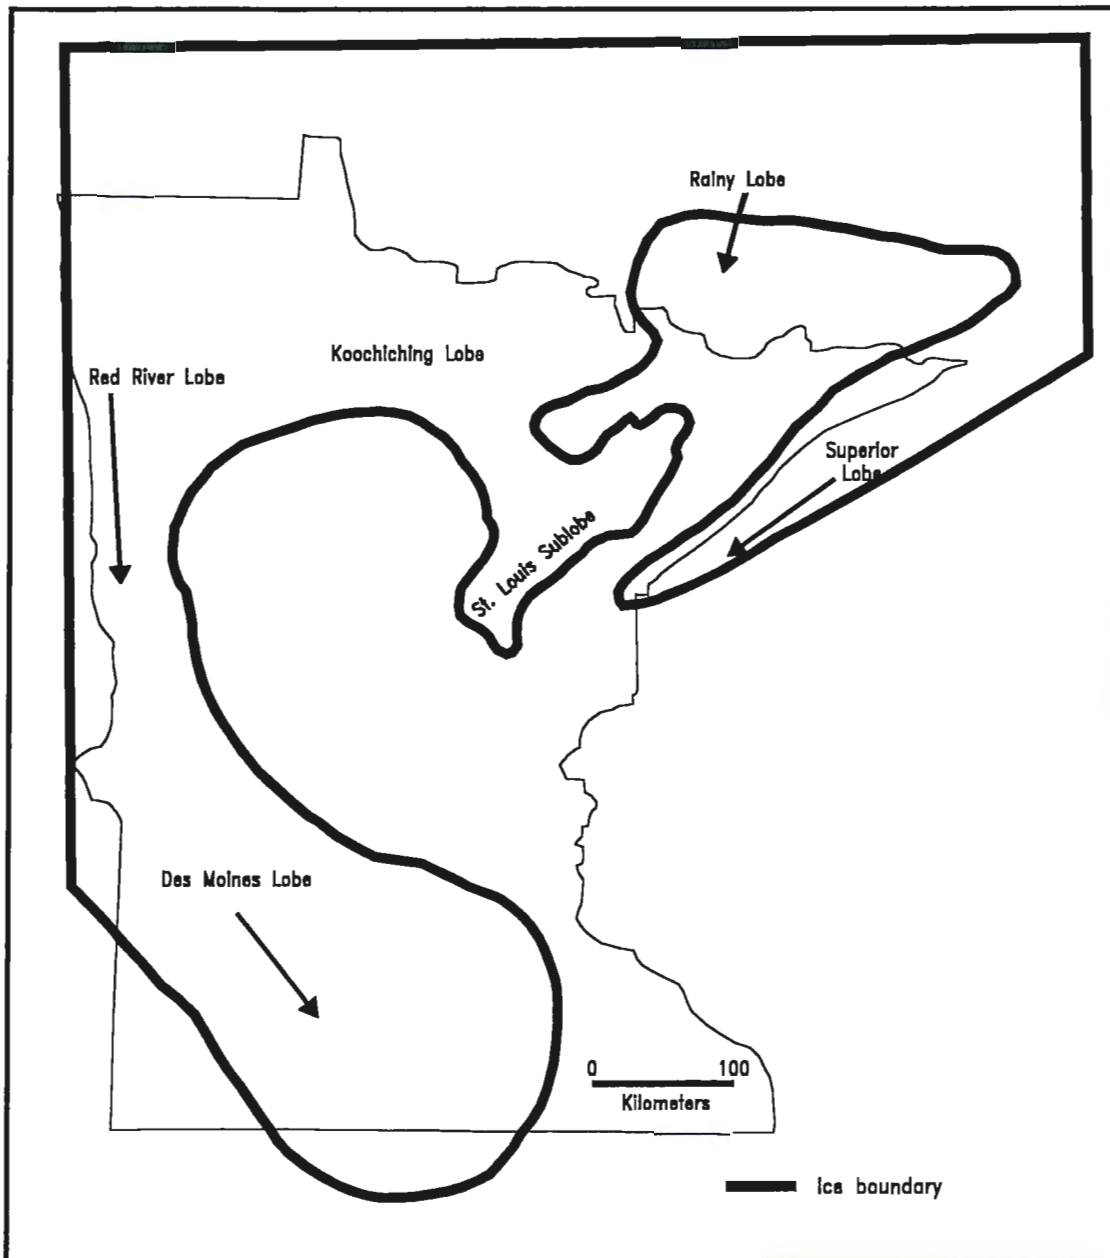 Rainy Lobe
Koochiching Lobe
Red River Lobe
Superior
Lobe
St. Louis Sublobe
Des Moines Lobe
0 100
Kilometers
Ice boundary